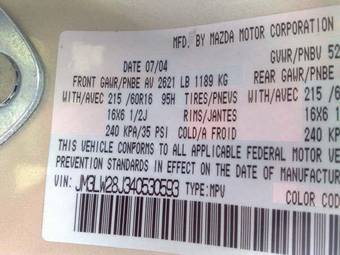 MFD. BY MAZDA MOTOR CORPORATION
DATE 07/04 GVWR/PNBV 52
FRONT GAWR/PNBE AV 2621 LB 1189 KG REAR GAWR/PNBE
WITH/AVEC 215 /60R16 95H TIRES/PNEUS WITH/AVEC 215
16X6 1/2J RIMS/JANTES 16X6 1
240 KPA/35 PSI COLD/A FROID 240 KPA
THIS VEHICLE CONFORMS TO ALL APPLICABLE FEDERAL MOTOR VE
PREVENTION STANDARDS IN EFFECT ON THE DATE OF MANUFACTUR
VIN: JM3LW28J340530593 TYPE:MPV
COLOR COD